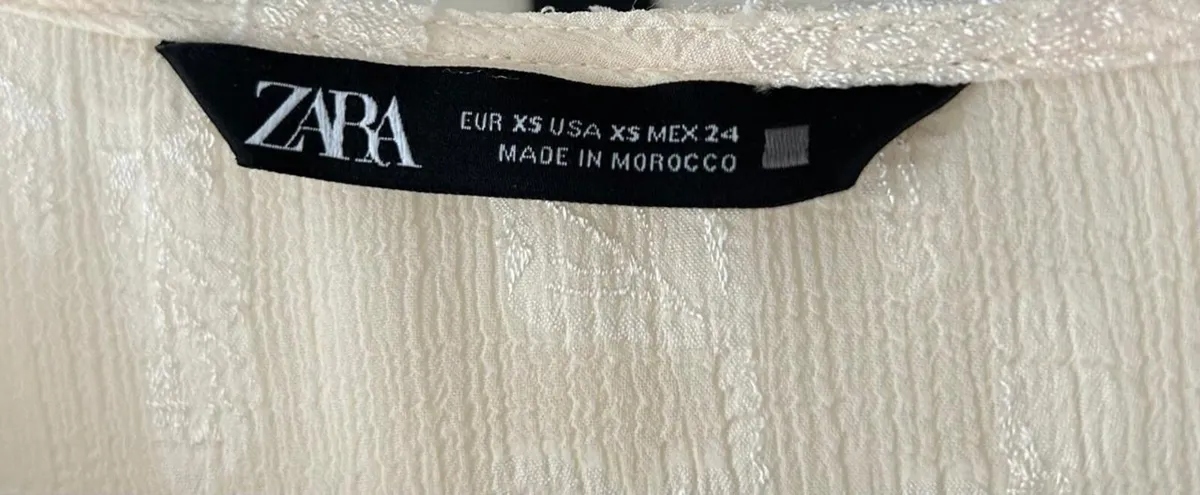 ZARA
EUR XS USA XS MEX 24
MADE IN MOROCCO